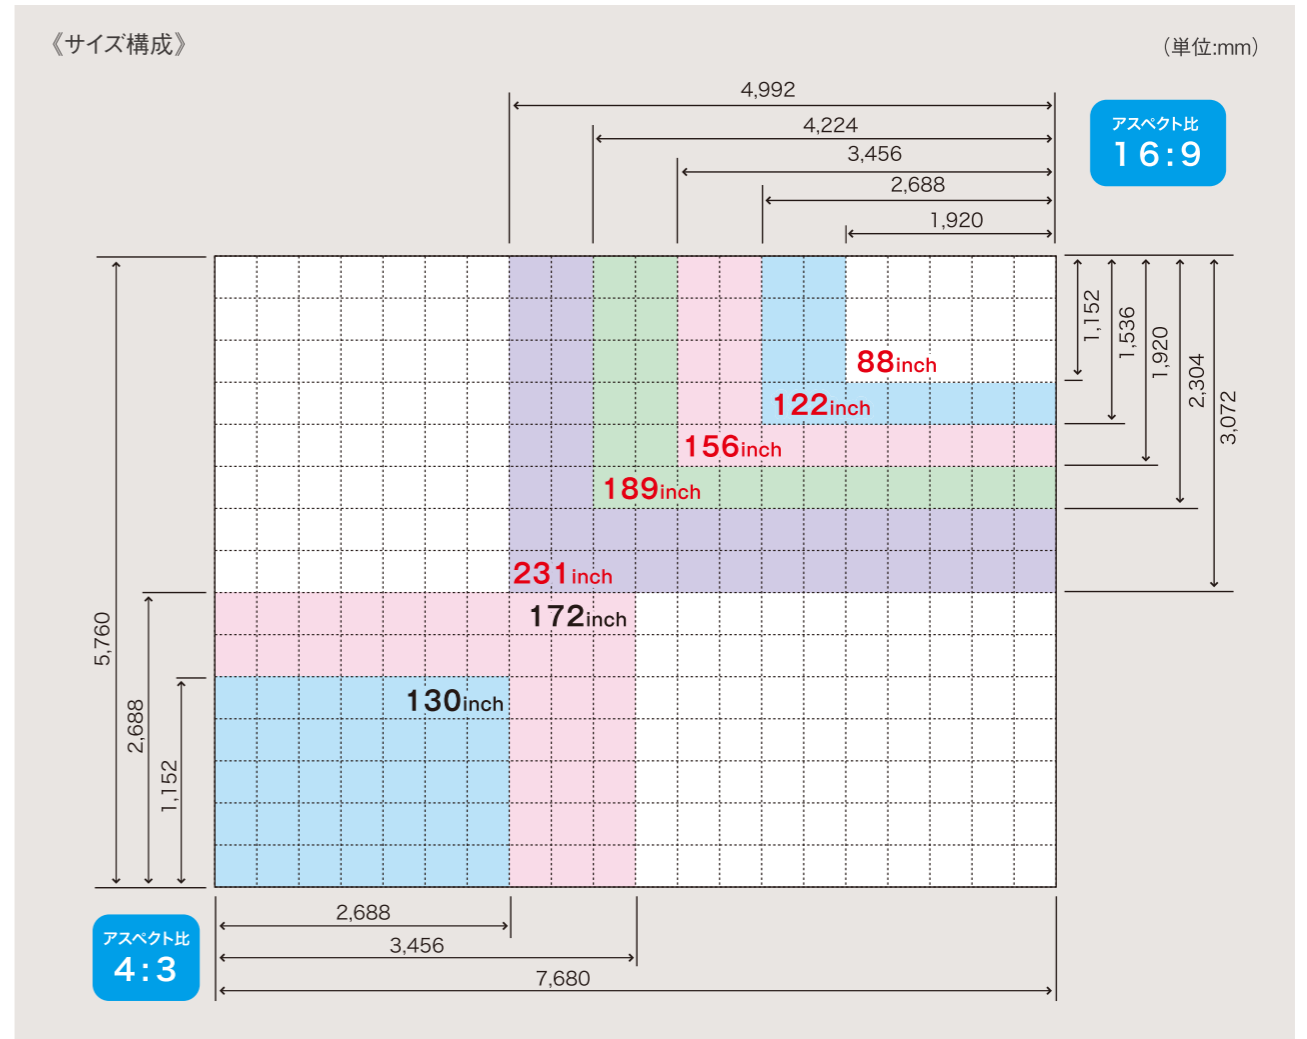 《サイズ構成》
（単位:mm）
4,992
4,224
3,456
2,688
1,920
アスペクト比
16:9
1,152
1,536
1,920
2,304
3,072
88inch
122inch
156inch
189inch
231inch
172inch
130inch
5,760
2,688
1,152
アスペクト比
4:3
2,688
3,456
7,680